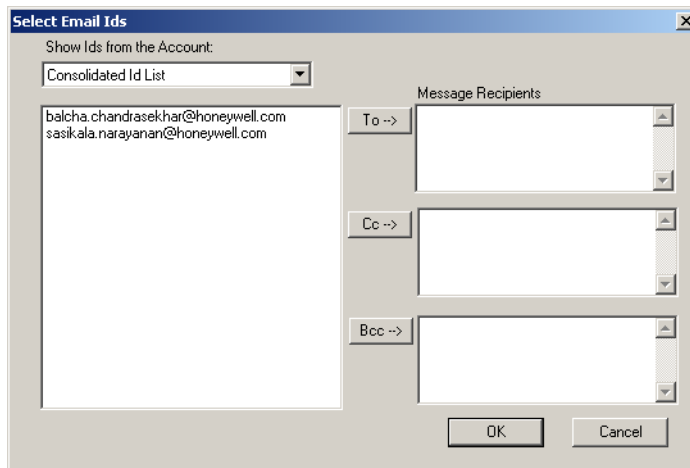 Select Email Ids
Show Ids from the Account:
Consolidated Id List
Message Recipients
balcha.chandrasekhar@honeywell.com
sasikala.narayanan@honeywell.com
To -->
Cc -->
Bcc -->
OK
Cancel